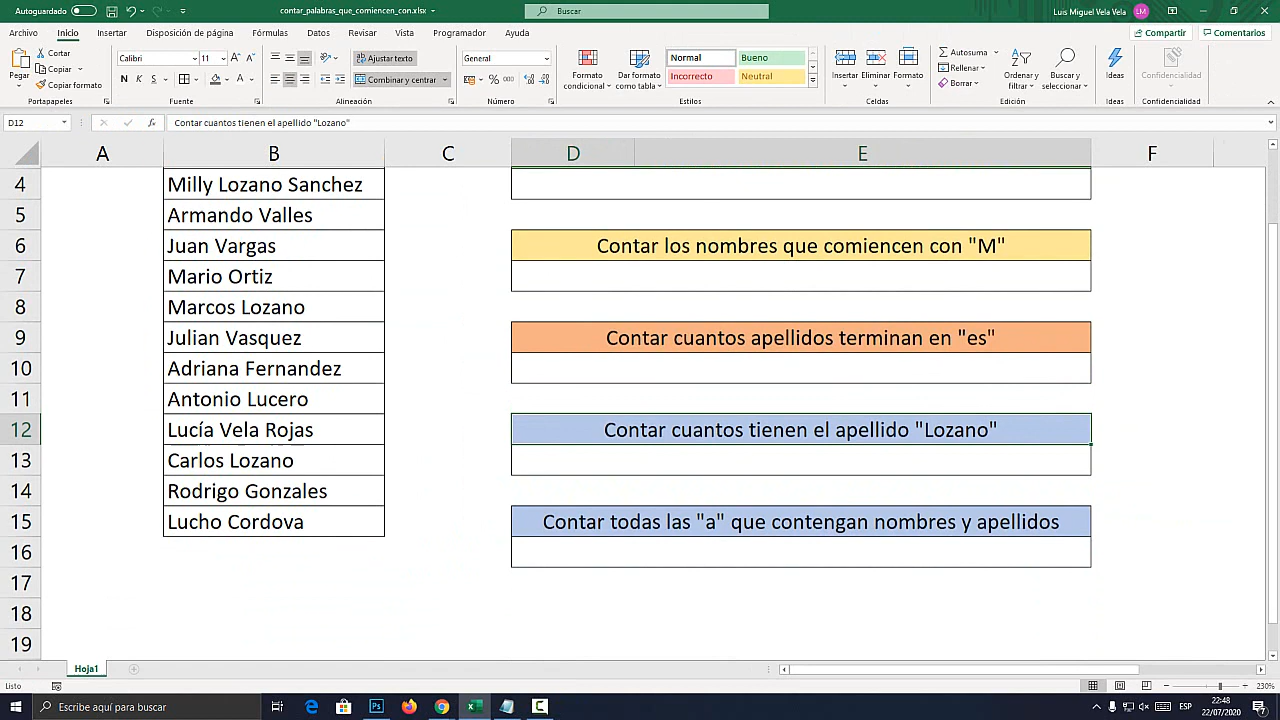 Autoguardado
contar_palabras_que_comiencen_con.xlsx
Buscar
Luis Miguel Vela Vela
LM
Archivo Inicio Insertar Disposición de página Fórmulas Datos Revisar Vista Programador Ayuda
Compartir Comentarios
Pegar
Cortar
Copiar
Copiar formato
Portapapeles
Calibri 11
N K S
Fuente
Ajustar texto
Combinar y centrar
Alineación
General
% 000
Número
Formato condicional
Dar formato como tabla
Normal Bueno
Incorrecto Neutral
Estilos
Insertar Eliminar Formato
Celdas
Autosuma
Rellenar
Borrar
Ordenar y filtrar
Buscar y seleccionar
Edición
Ideas
Ideas
Confidencialidad
Confidencialidad
D12 fx Contar cuantos tienen el apellido "Lozano"
A B C D E F
4 Milly Lozano Sanchez
5 Armando Valles
6 Juan Vargas Contar los nombres que comiencen con "M"
7 Mario Ortiz
8 Marcos Lozano
9 Julian Vasquez Contar cuantos apellidos terminan en "es"
10 Adriana Fernandez
11 Antonio Lucero
12 Lucía Vela Rojas Contar cuantos tienen el apellido "Lozano"
13 Carlos Lozano
14 Rodrigo Gonzales
15 Lucho Cordova Contar todas las "a" que contengan nombres y apellidos
16
17
18
19
Hoja1
Listo
230%
Escribe aquí para buscar
ESP
22:48
22/07/2020